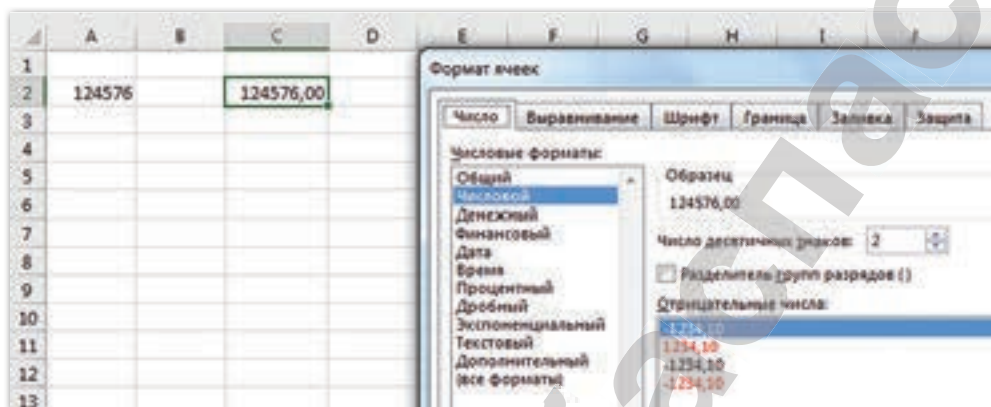 A B C D E F G H I J
1
Формат ячеек
2 124576 124576,00
3
Число Выравнивание Шрифт Граница Заливка Защита
4
Числовые форматы:
5
Общий
Образец
6
Числовой
124576,00
Денежный
7
Финансовый
Число десятичных знаков: 2
Дата
8
Время
Разделитель групп разрядов ( )
9
Процентный
Отрицательные числа:
Дробный
10
Экспоненциальный
-1234,10
11
Текстовый
1234,10
Дополнительный
-1234,10
12
(все форматы)
-1234,10
13